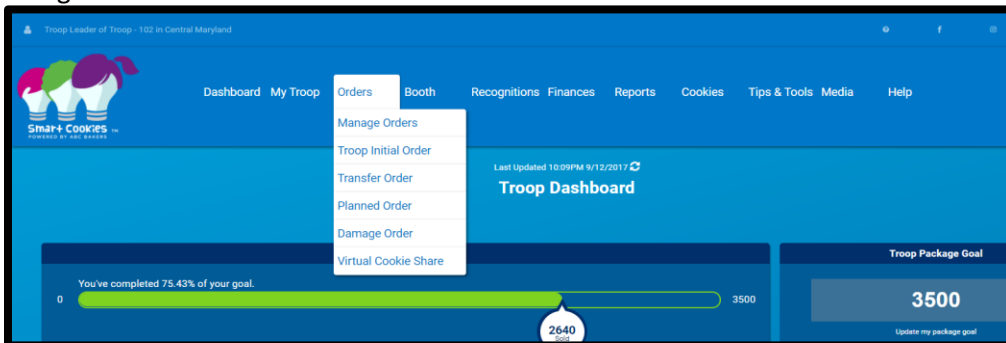 Troop Leader of Troop - 102 in Central Maryland
Smart Cookies TM
POWERED BY ABC BAKERS
Dashboard My Troop Orders Booth Recognitions Finances Reports Cookies Tips & Tools Media Help
Manage Orders
Troop Initial Order
Transfer Order
Planned Order
Damage Order
Virtual Cookie Share
Last Updated 10:09PM 9/12/2017
Troop Dashboard
You've completed 75.43% of your goal.
0
3500
2640
Sold
Troop Package Goal
3500
Update my package goal